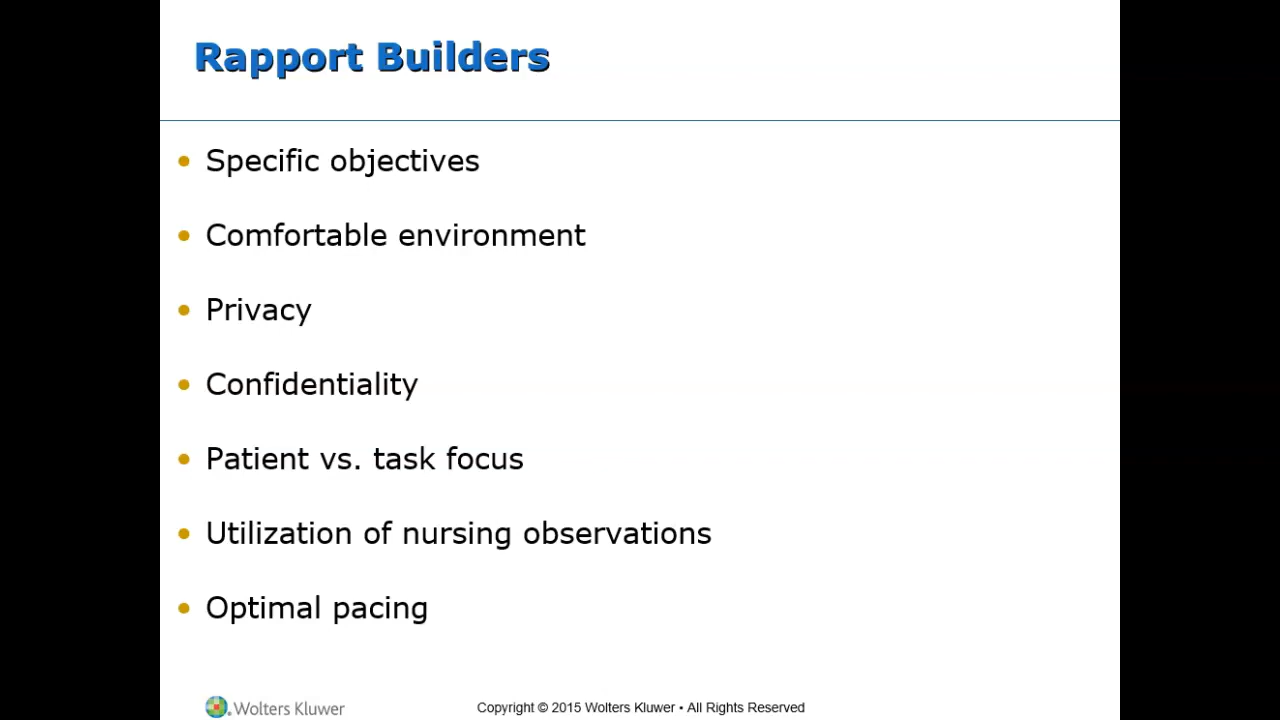 Rapport Builders
• Specific objectives
• Comfortable environment
• Privacy
• Confidentiality
• Patient vs. task focus
• Utilization of nursing observations
• Optimal pacing
Wolters Kluwer
Copyright © 2015 Wolters Kluwer • All Rights Reserved